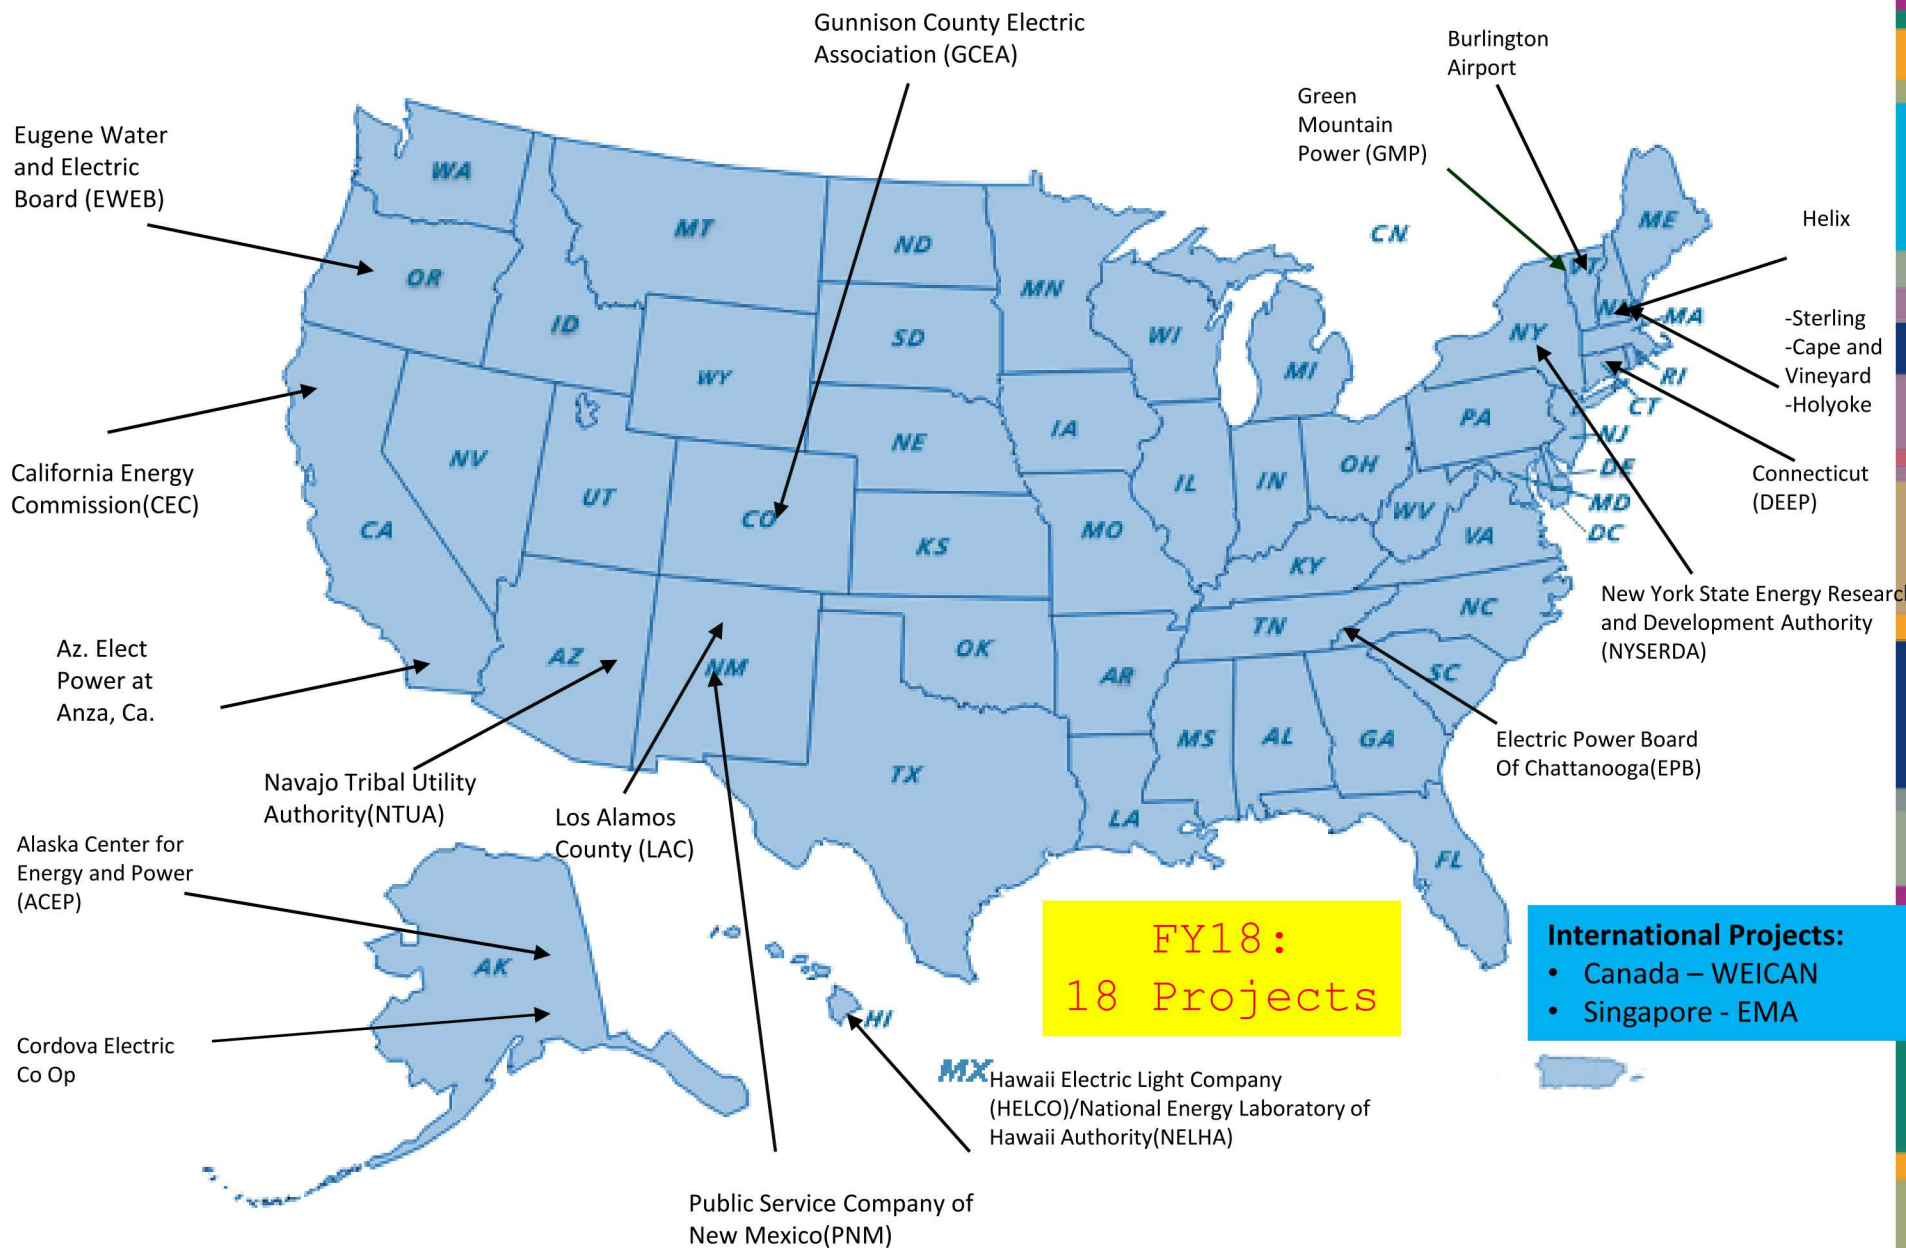 Gunnison County Electric
Association (GCEA)
Burlington
Airport
Green
Mountain
Power (GMP)
Eugene Water
and Electric
Board (EWEB)
Helix
-Sterling
-Cape and
Vineyard
-Holyoke
California Energy
Commission(CEC)
Connecticut
(DEEP)
New York State Energy Research
and Development Authority
(NYSERDA)
Az. Elect
Power at
Anza, Ca.
Electric Power Board
Of Chattanooga(EPB)
Navajo Tribal Utility
Authority(NTUA)
Los Alamos
County (LAC)
Alaska Center for
Energy and Power
(ACEP)
Cordova Electric
Co Op
FY18:
18 Projects
International Projects:
• Canada – WEICAN
• Singapore - EMA
Hawaii Electric Light Company
(HELCO)/National Energy Laboratory of
Hawaii Authority(NELHA)
Public Service Company of
New Mexico(PNM)
WA
OR
ID
MT
ND
MN
CN
VT
ME
MA
RI
CT
NJ
DE
MD
DC
NY
SD
WI
MI
WY
NE
IA
PA
NV
UT
CO
KS
MO
IL
IN
OH
WV
VA
KY
CA
AZ
NM
OK
AR
TN
NC
SC
MS
AL
GA
TX
LA
FL
AK
HI
MX